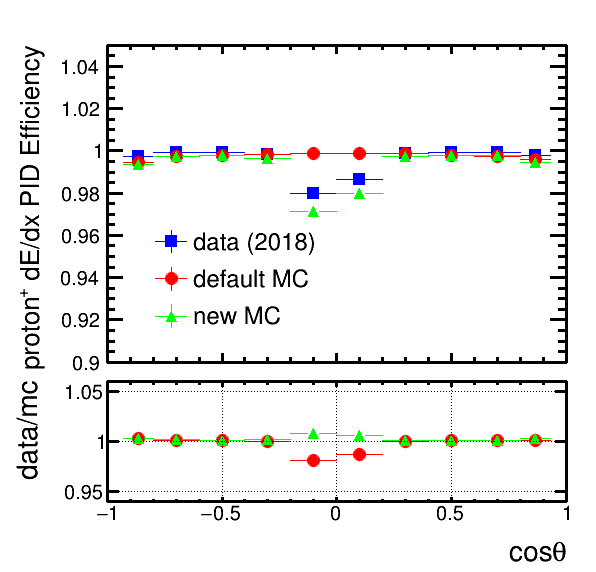 proton⁺ dE/dx PID Efficiency
1.04
1.02
1
0.98
0.96
0.94
0.92
0.9
data (2018)
default MC
new MC
data/mc
1.05
1
0.95
−1
−0.5
0
0.5
1
cosθ